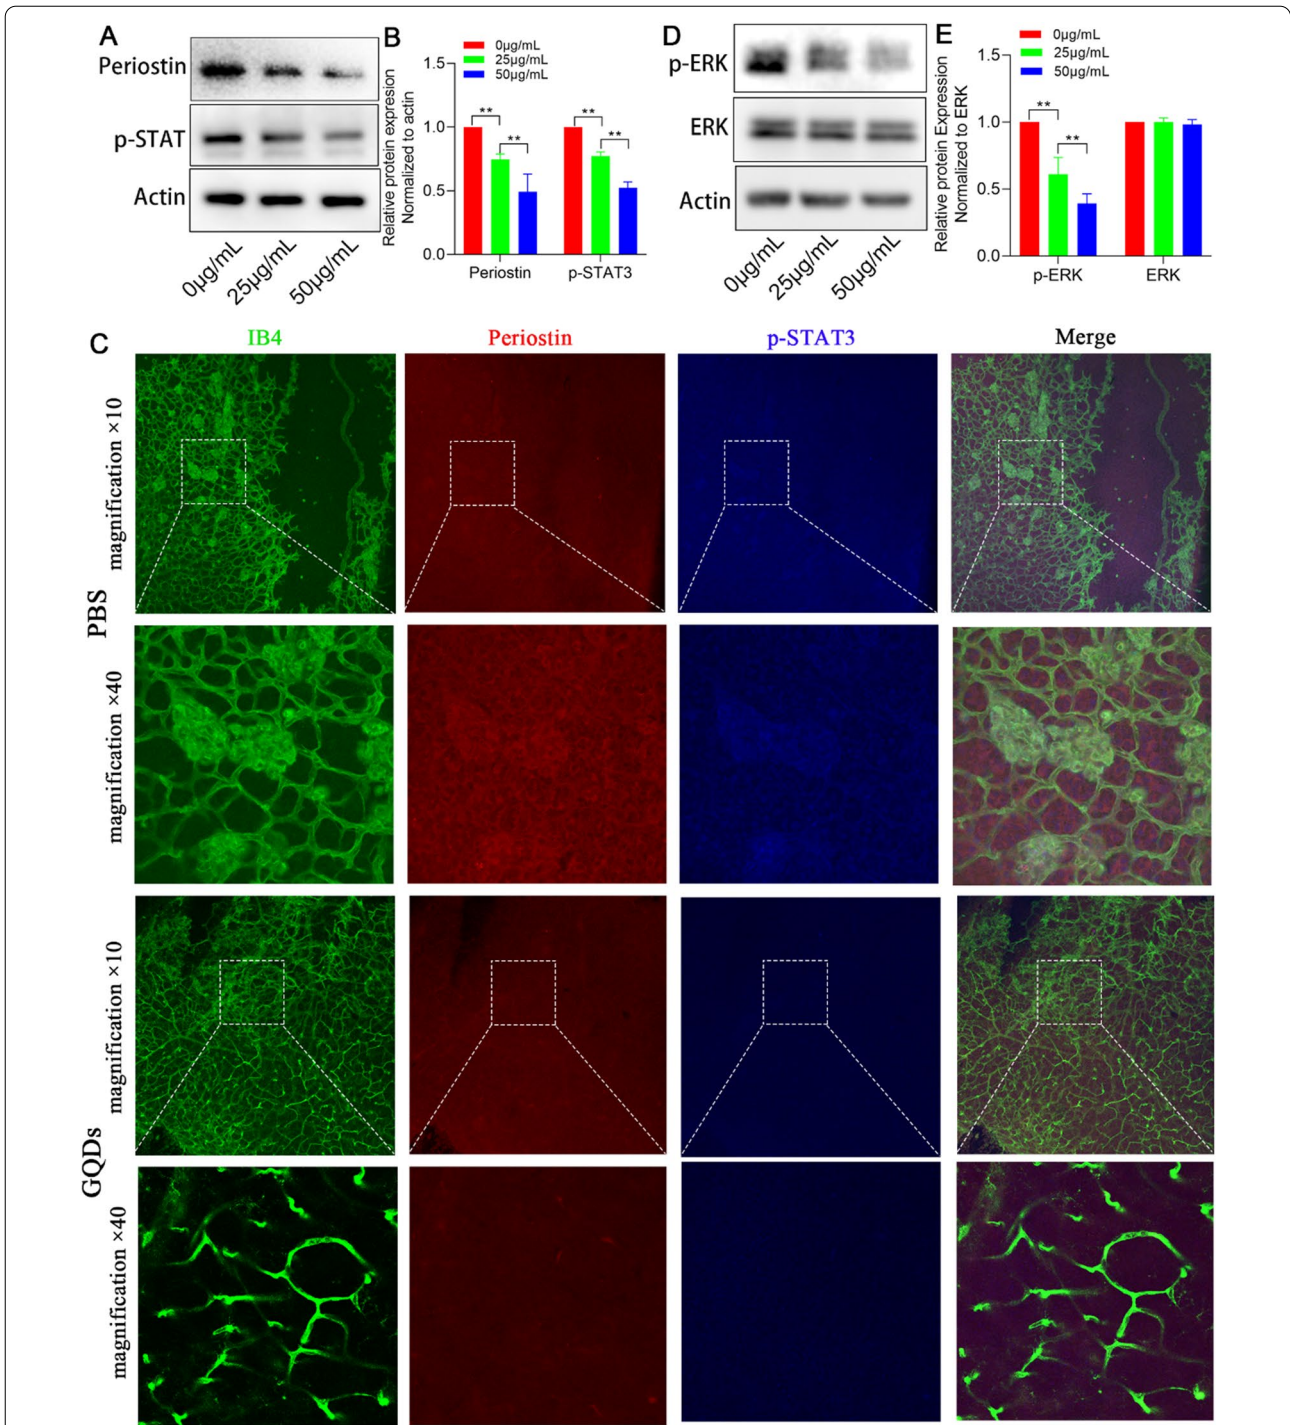 A
Periostin
p-STAT
Actin
0µg/mL
25µg/mL
50µg/mL
B
0µg/mL
25µg/mL
50µg/mL
Relative protein expression
Normalized to actin
1.5
1.0
0.5
0.0
**
**
**
**
Periostin
p-STAT3
D
p-ERK
ERK
Actin
0µg/mL
25µg/mL
50µg/mL
E
0µg/mL
25µg/mL
50µg/mL
Relative protein Expression
Normalized to ERK
1.5
1.0
0.5
0.0
**
**
p-ERK
ERK
C
IB4
Periostin
p-STAT3
Merge
PBS
magnification ×10
magnification ×40
GQDs
magnification ×10
magnification ×40